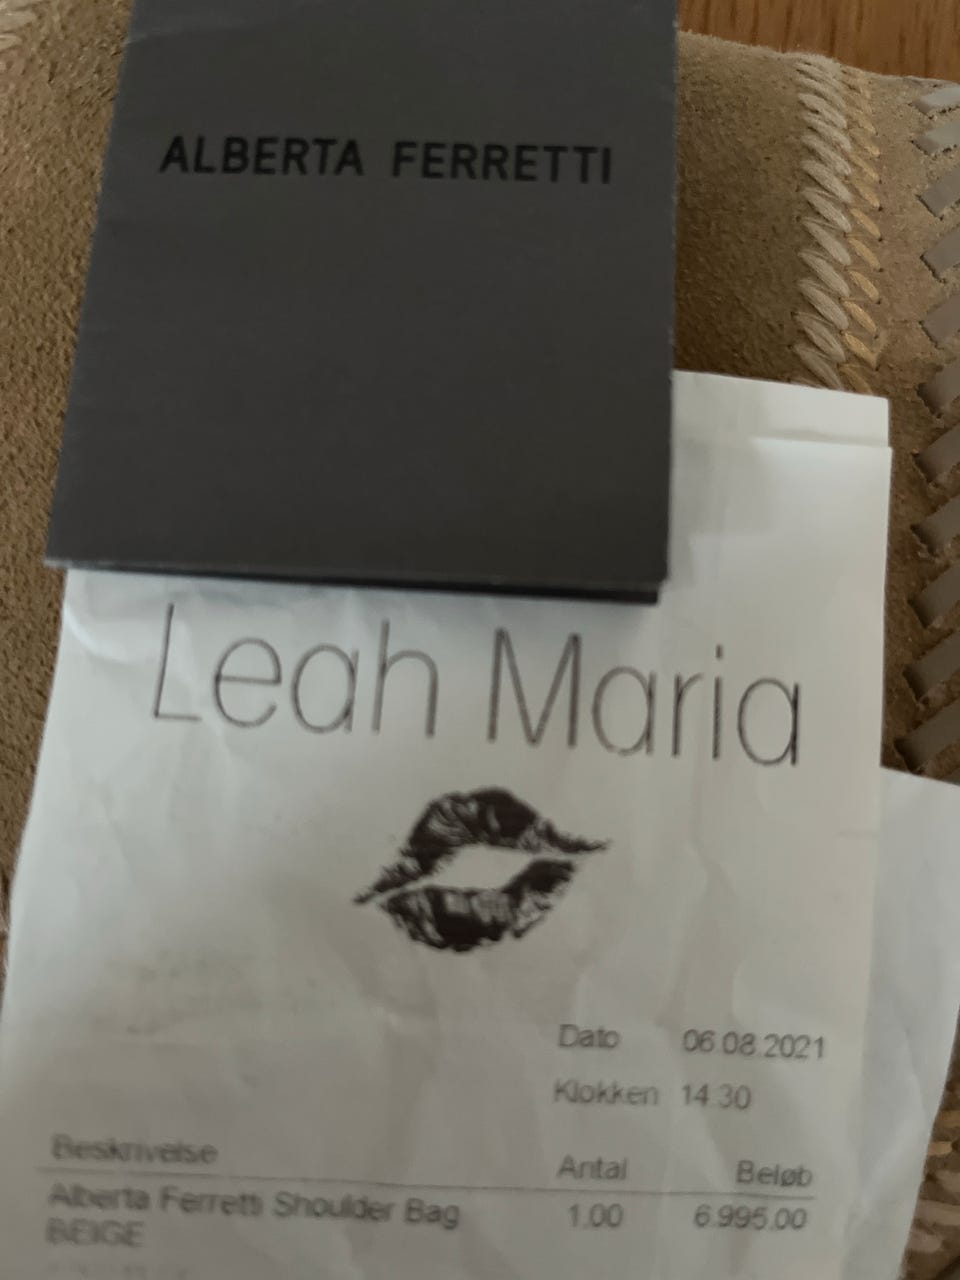 ALBERTA FERRETTI
Leah Maria
Dato 06.08.2021
Klokken 14.30
Beskrivelse Antal Beløb
Alberta Ferretti Shoulder Bag 1.00 6.995.00
BEIGE